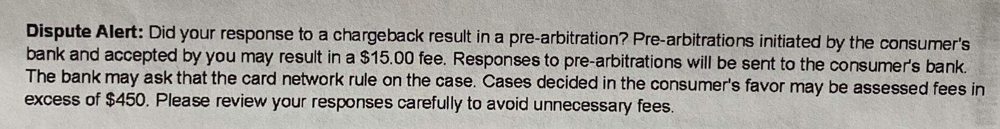 Dispute Alert: Did your response to a chargeback result in a pre-arbitration? Pre-arbitrations initiated by the consumer's
bank and accepted by you may result in a $15.00 fee. Responses to pre-arbitrations will be sent to the consumer's bank.
The bank may ask that the card network rule on the case. Cases decided in the consumer's favor may be assessed fees in
excess of $450. Please review your responses carefully to avoid unnecessary fees.